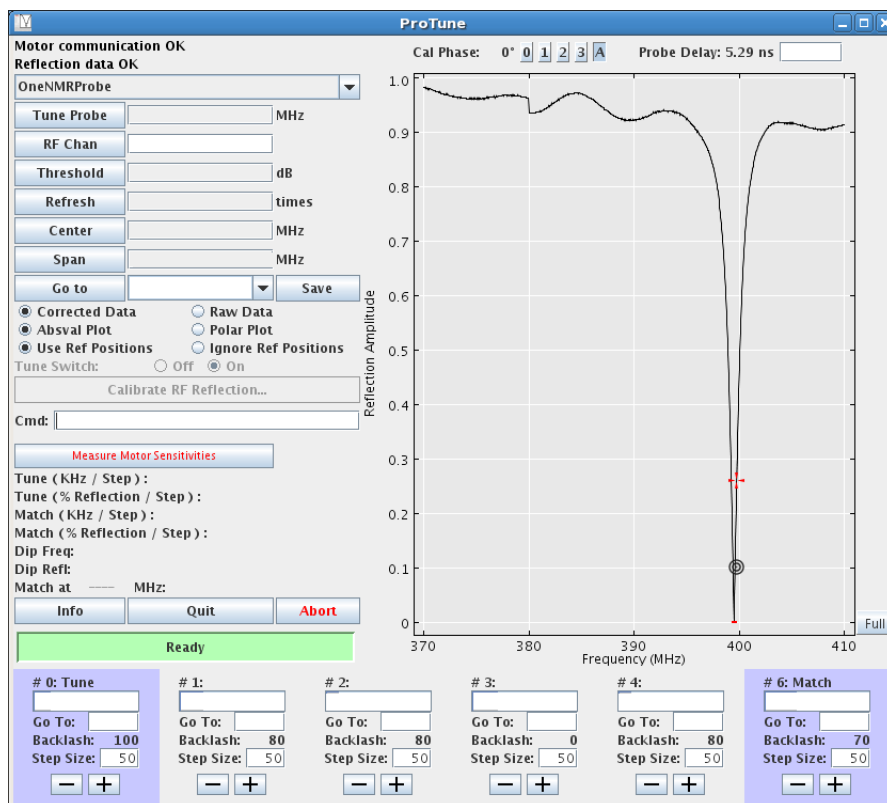 ProTune
Motor communication OK
Reflection data OK
Cal Phase: 0° 0 1 2 3 A Probe Delay: 5.29 ns
OneNMRProbe
Tune Probe MHz
RF Chan
Threshold dB
Refresh times
Center MHz
Span MHz
Go to Save
Corrected Data Raw Data
Absval Plot Polar Plot
Use Ref Positions Ignore Ref Positions
Tune Switch: Off On
Calibrate RF Reflection...
Cmd:
Measure Motor Sensitivities
Tune ( KHz / Step ) :
Tune ( % Reflection / Step ) :
Match ( KHz / Step ) :
Match ( % Reflection / Step ) :
Dip Freq:
Dip Refl:
Match at ---- MHz:
Info Quit Abort
Ready
Reflection Amplitude
1.0
0.9
0.8
0.7
0.6
0.5
0.4
0.3
0.2
0.1
0
370 380 390 400 410
Frequency (MHz)
Full
# 0: Tune # 1: # 2: # 3: # 4: # 6: Match
Go To: Go To: Go To: Go To: Go To: Go To:
Backlash: 100 Backlash: 80 Backlash: 80 Backlash: 0 Backlash: 80 Backlash: 70
Step Size: 50 Step Size: 50 Step Size: 50 Step Size: 50 Step Size: 50 Step Size: 50
− + − + − + − + − + − +